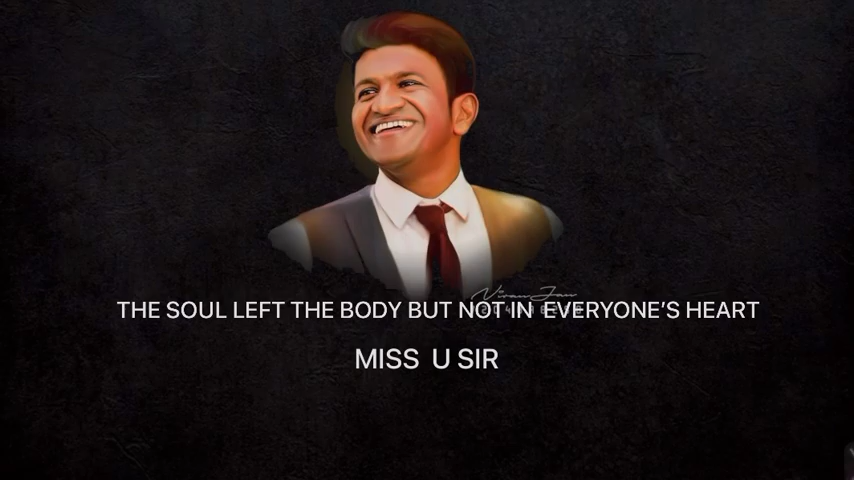 THE SOUL LEFT THE BODY BUT NOT IN EVERYONE'S HEART
MISS U SIR